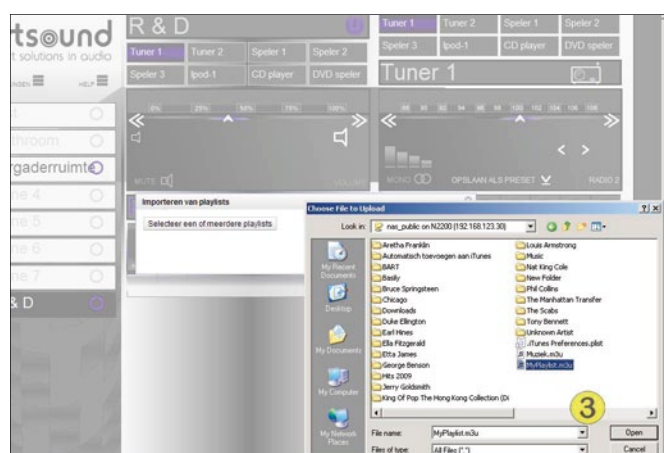 rtsound
t solutions in audio
NGEN
HELP
throom
rgaderruimte
ne 4
ne 5
ne 6
ne 7
& D
R & D
Tuner 1 Tuner 2 Speler 1 Speler 2
Speler 3 Ipod-1 CD player DVD speler
0% 25% 50% 75% 100%
MUTE
VOLUME
Tuner 1 Tuner 2 Speler 1 Speler 2
Speler 3 Ipod-1 CD player DVD speler
Tuner 1
MONO OPSLAAN ALS PRESET RADIO 2
Importeren van playlists
Selecteer een of meerdere playlists
Choose File to Upload
Look in: nas_public on N2200 (192.168.123.30)
My Recent Documents
Desktop
My Documents
My Computer
My Network Places
Aretha Franklin
Automatisch toevoegen aan iTunes
BART
Basily
Bruce Springsteen
Chicago
Downloads
Duke Ellington
Earl Hines
Ella Fitzgerald
Etta James
George Benson
Hits 2009
Jerry Goldsmith
King Of Pop The Hong Kong Collection (Di
Louis Armstrong
Music
Nat King Cole
New Folder
Phil Collins
The Manhattan Transfer
The Scabs
Tony Bennett
Unknown Artist
.iTunes Preferences.plist
Muziek.m3u
MyPlaylist.m3u
3
File name: MyPlaylist.m3u Open
Files of type: All Files (*.*) Cancel